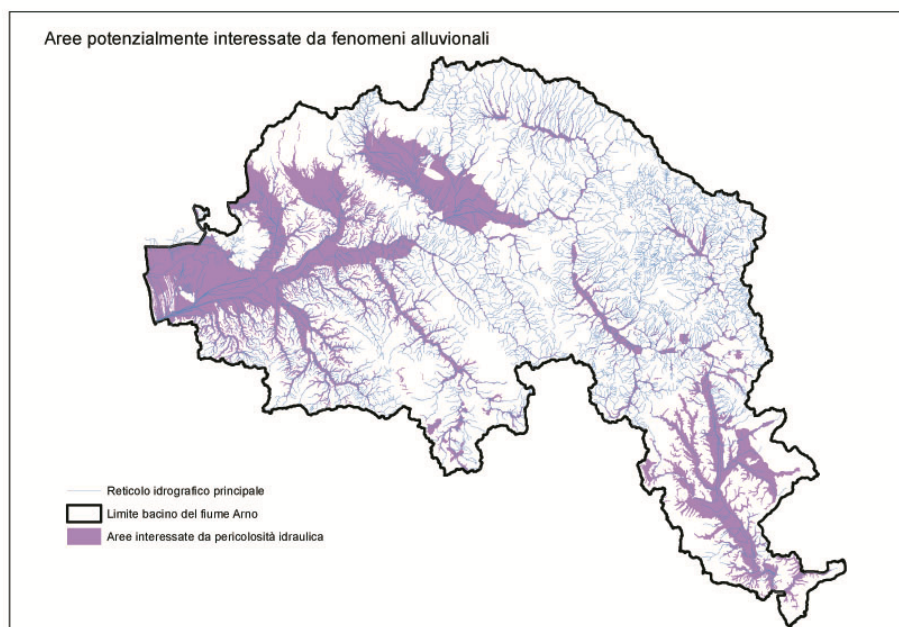 Aree potenzialmente interessate da fenomeni alluvionali
Reticolo idrografico principale
Limite bacino del fiume Arno
Aree interessate da pericolosità idraulica